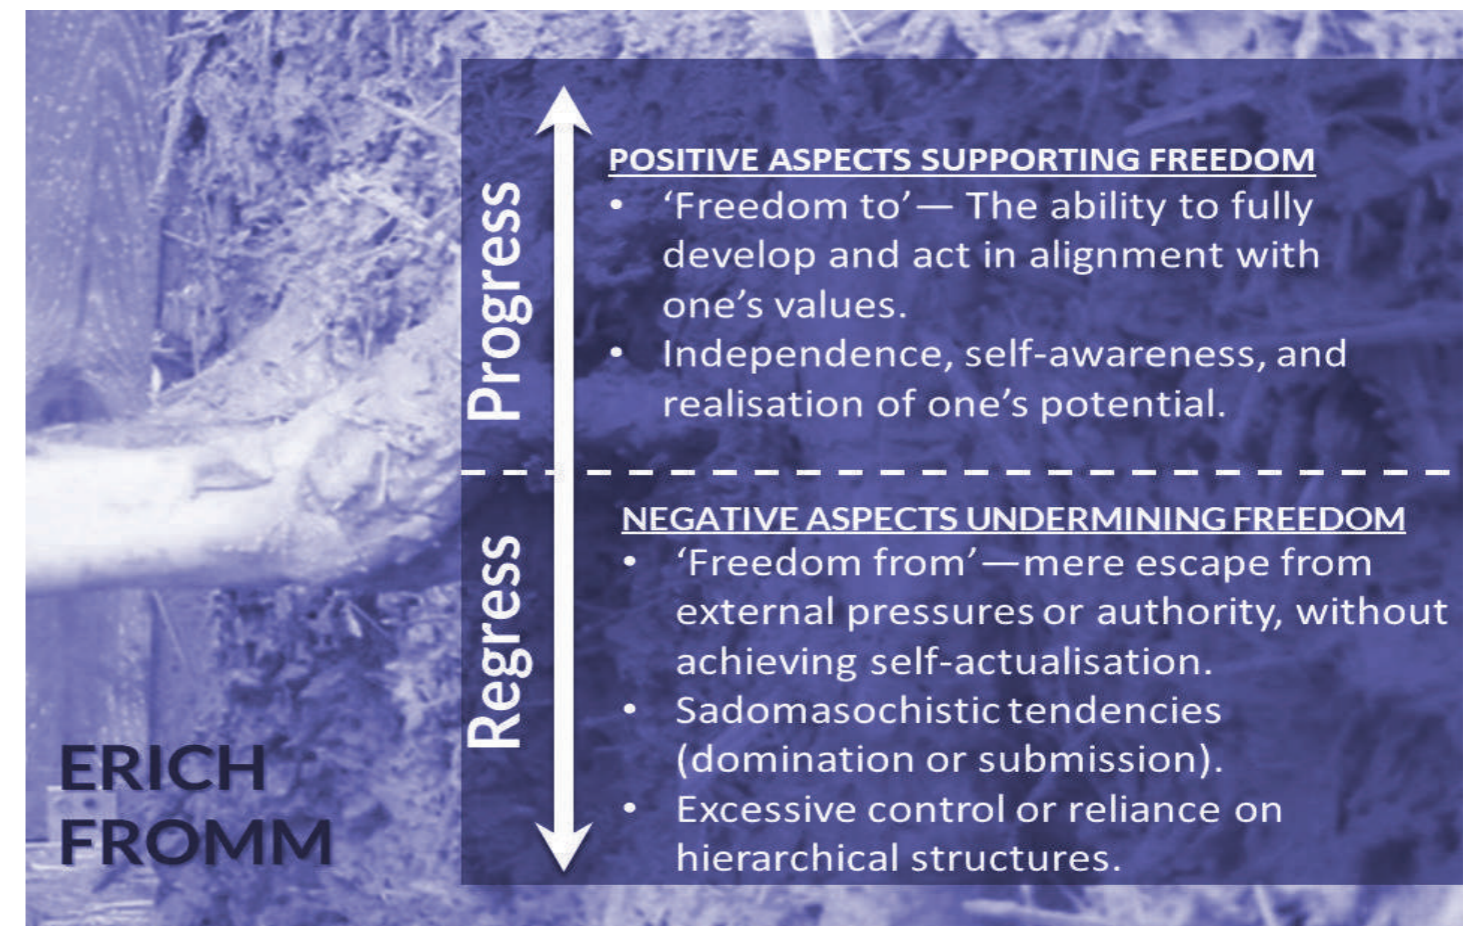 Progress
POSITIVE ASPECTS SUPPORTING FREEDOM
• ‘Freedom to’— The ability to fully
develop and act in alignment with
one’s values.
• Independence, self-awareness, and
realisation of one’s potential.
Regress
NEGATIVE ASPECTS UNDERMINING FREEDOM
• ‘Freedom from’—mere escape from
external pressures or authority, without
achieving self-actualisation.
• Sadomasochistic tendencies
(domination or submission).
• Excessive control or reliance on
hierarchical structures.
ERICH
FROMM